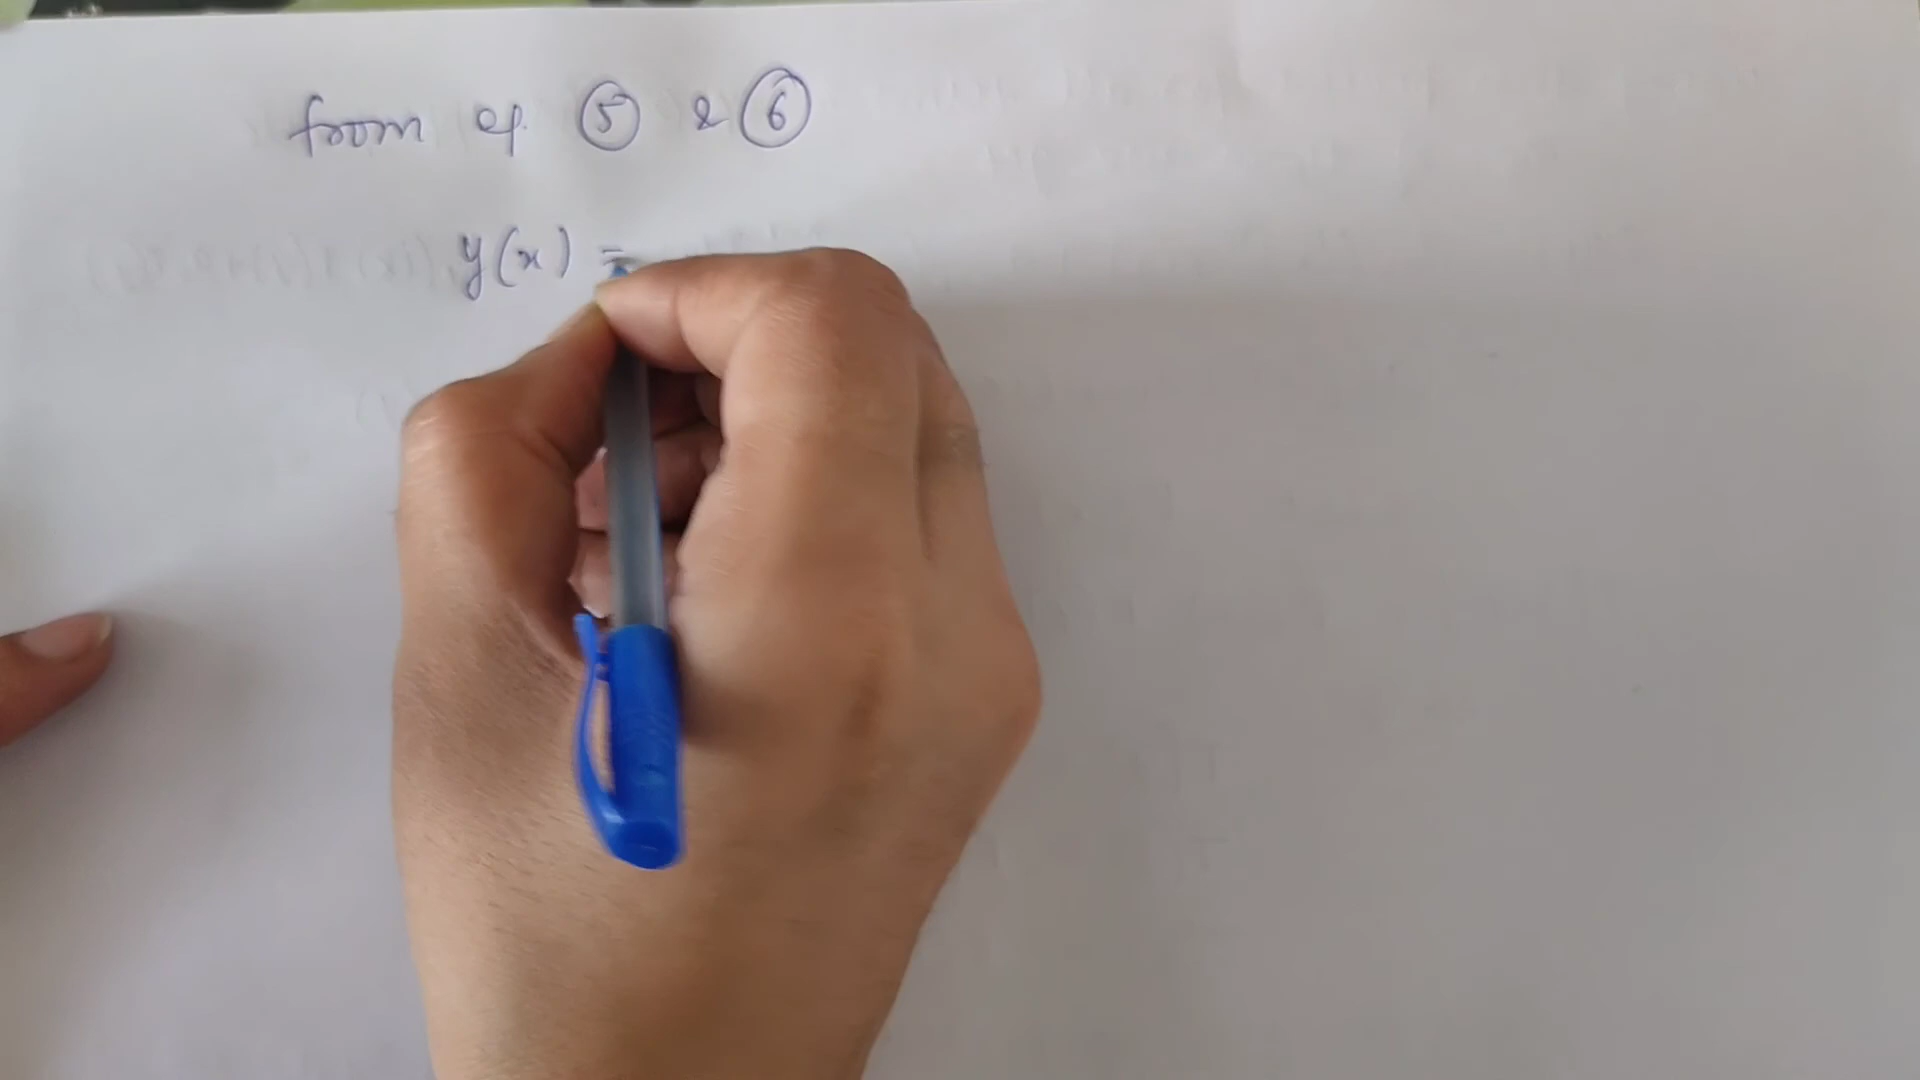 from eq. ⑤ & ⑥
y(x) =